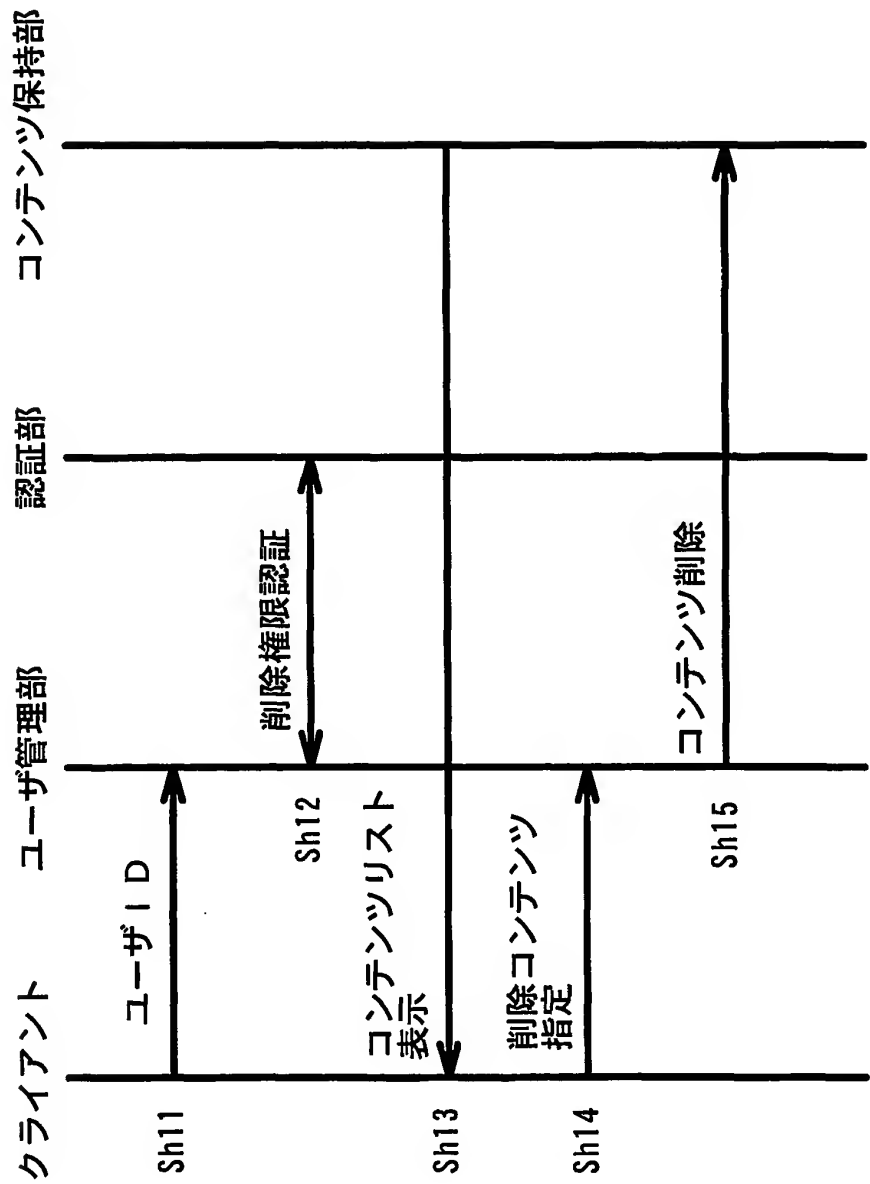 クライアント
ユーザ管理部
認証部
コンテンツ保持部
Sh11
ユーザID
Sh12
削除権限認証
Sh13
コンテンツリスト
表示
Sh14
削除コンテンツ
指定
Sh15
コンテンツ削除